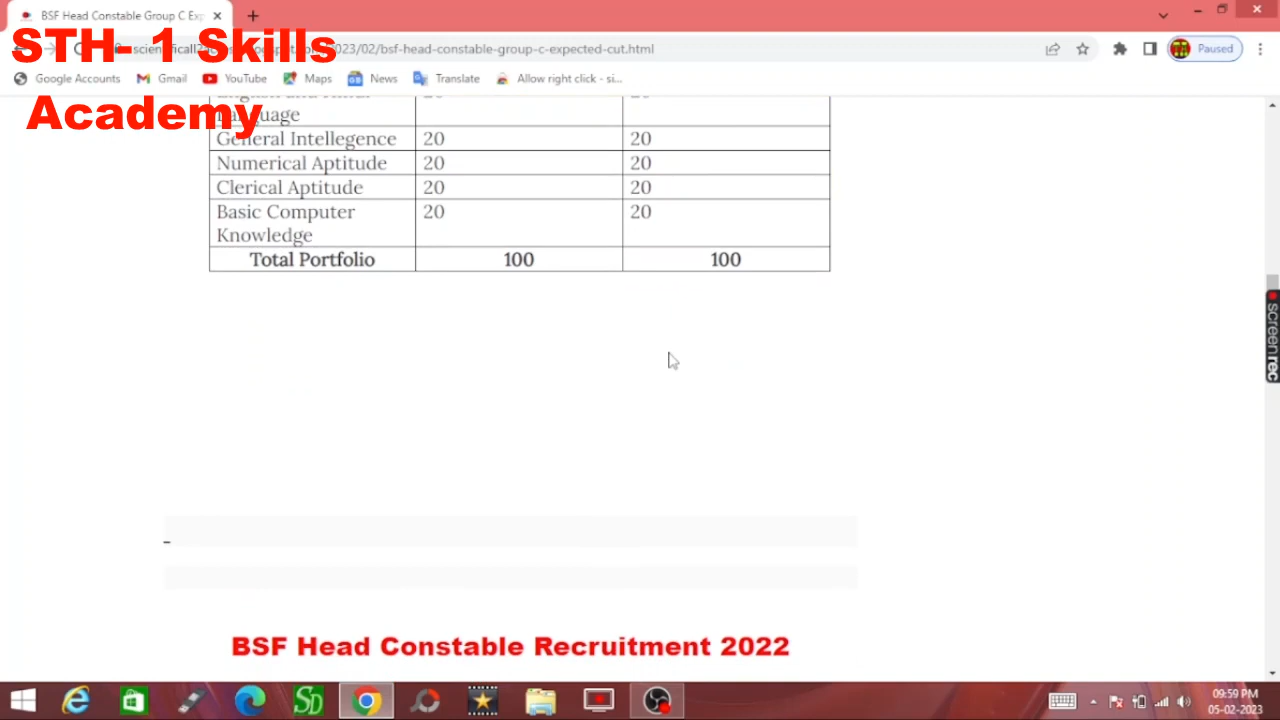 BSF Head Constable Group C Exp
STH- 1 Skills
2023/02/bsf-head-constable-group-c-expected-cut.html
Paused
Google Accounts Gmail YouTube Maps News Translate Allow right click - si...
Academy
Language
General Intellegence 20 20
Numerical Aptitude 20 20
Clerical Aptitude 20 20
Basic Computer 20 20
Knowledge
Total Portfolio 100 100
screenrec
BSF Head Constable Recruitment 2022
09:59 PM
05-02-2023